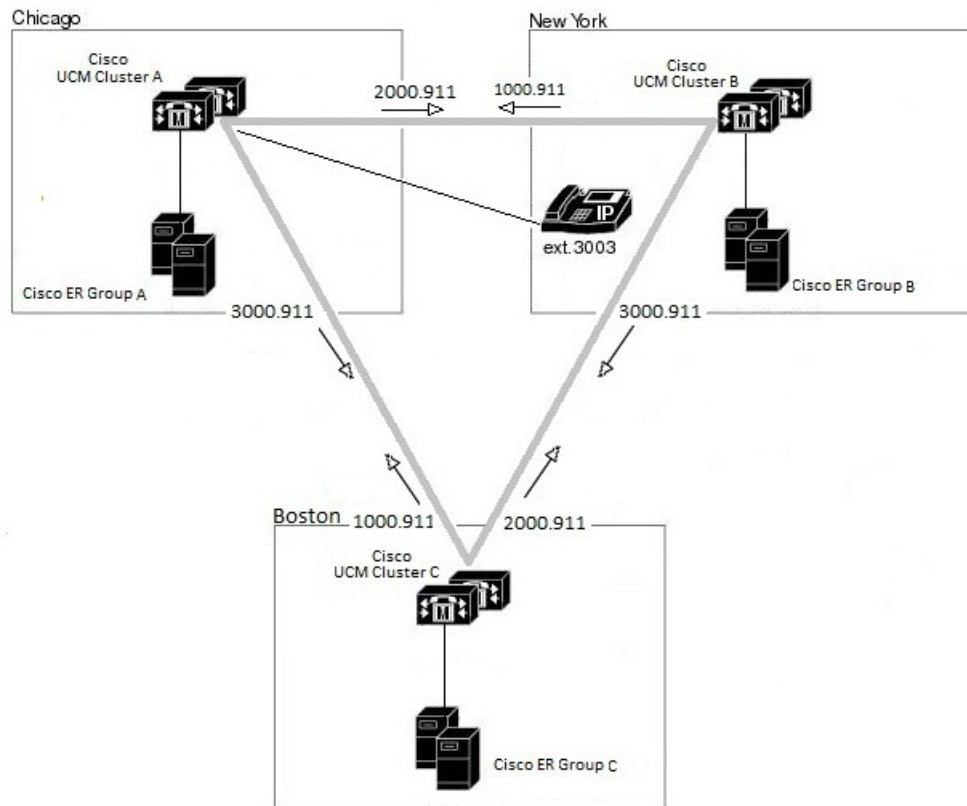 Chicago
New York
Cisco
UCM Cluster A
2000.911
1000.911
Cisco
UCM Cluster B
M
M
IP
ext.3003
Cisco ER Group A
Cisco ER Group B
3000.911
3000.911
Boston
1000.911
2000.911
Cisco
UCM Cluster C
M
Cisco ER Group C